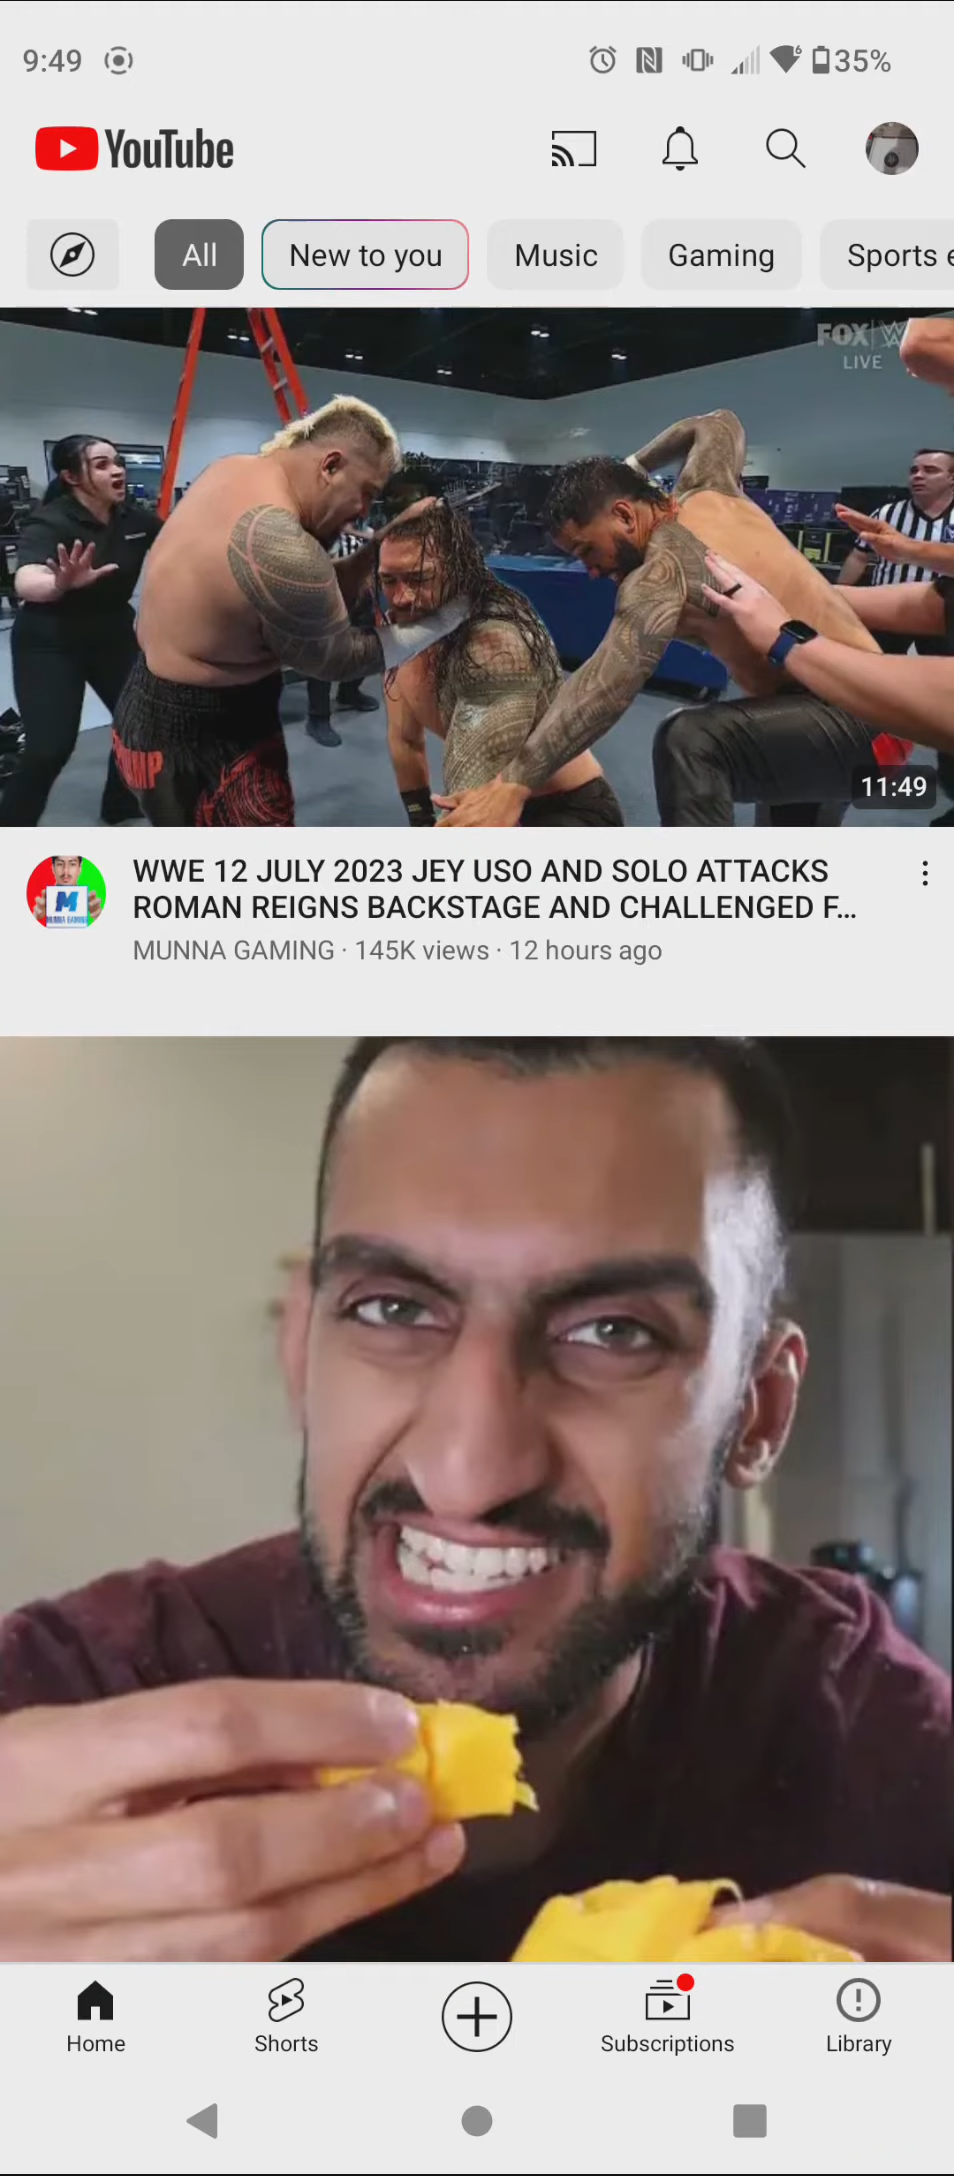 9:49
35%
YouTube
All
New to you
Music
Gaming
Sports e
FOX W
LIVE
11:49
WWE 12 JULY 2023 JEY USO AND SOLO ATTACKS
ROMAN REIGNS BACKSTAGE AND CHALLENGED F...
MUNNA GAMING · 145K views · 12 hours ago
M
MUNNA GAMING
Home
Shorts
Subscriptions
Library